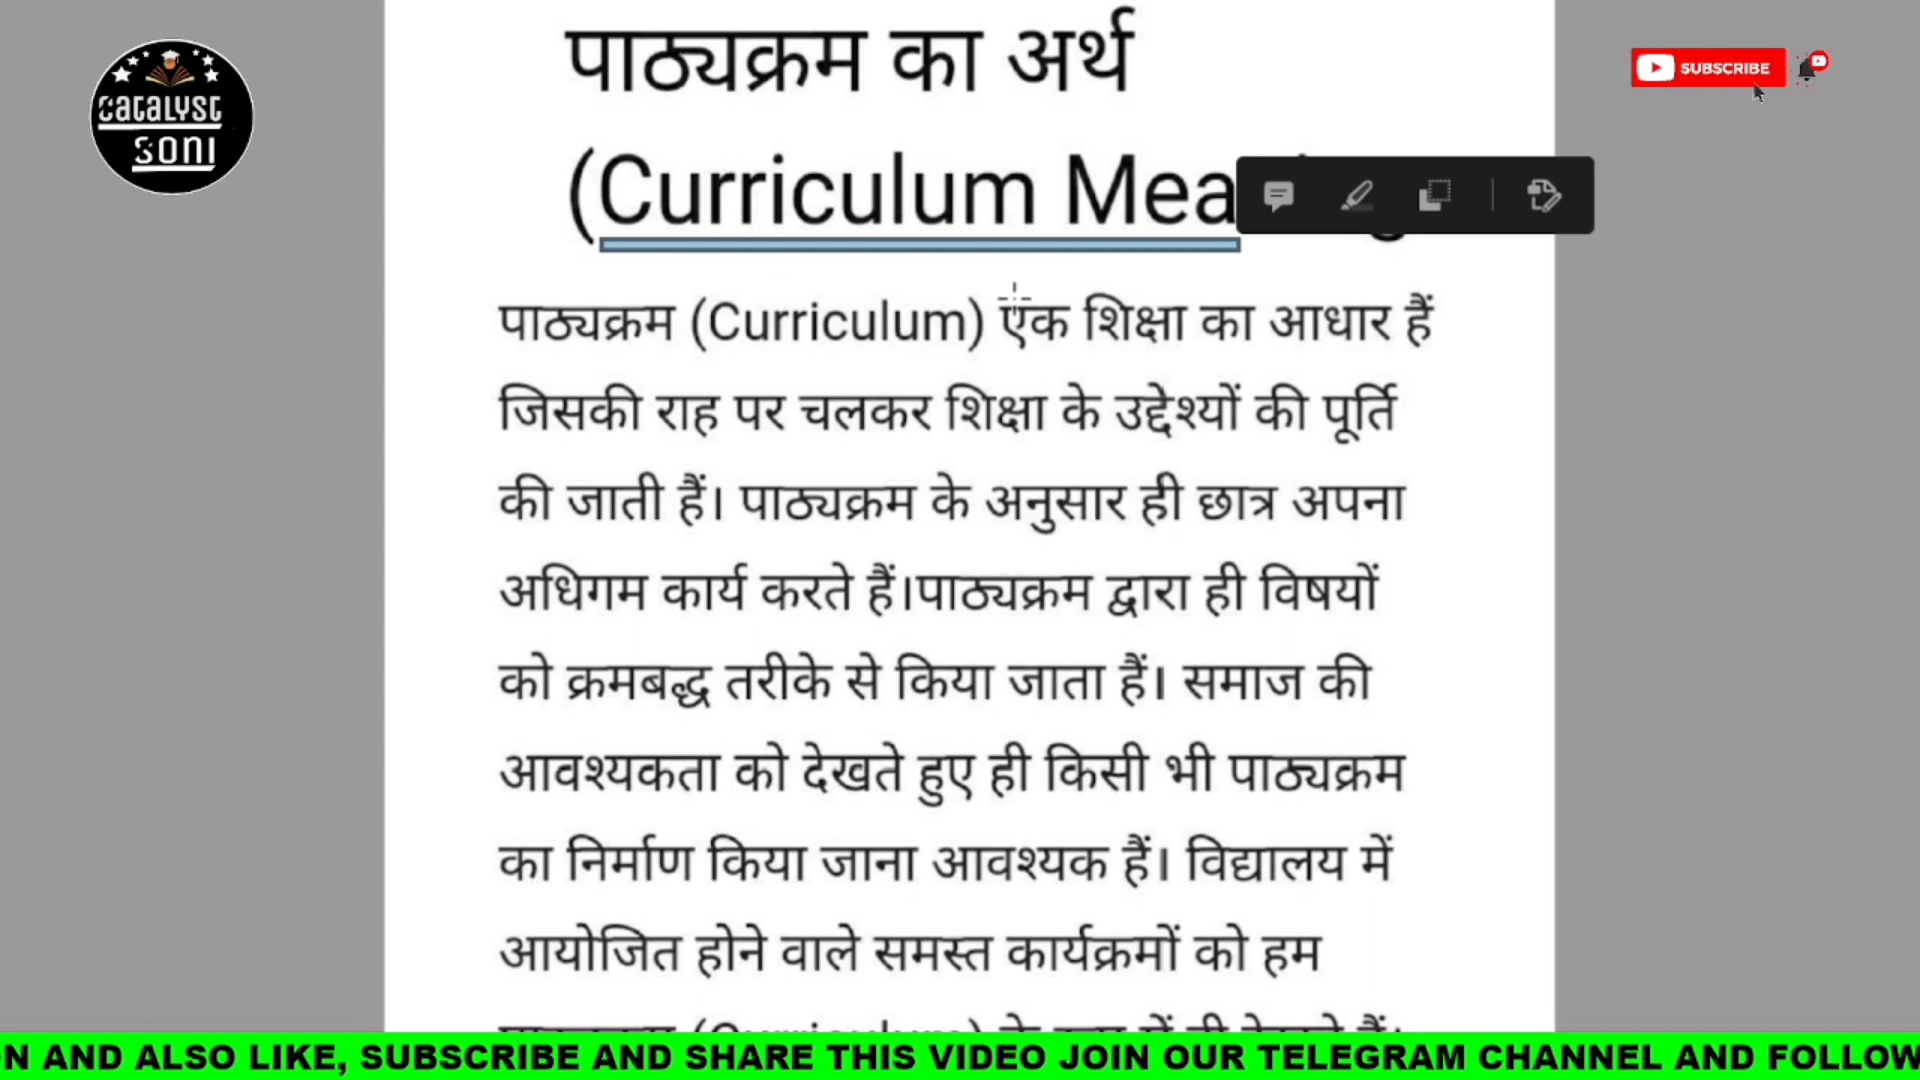 CATALYST
SONI
SUBSCRIBE
पाठ्यक्रम का अर्थ
(Curriculum Mea
पाठ्यक्रम (Curriculum) एक शिक्षा का आधार हैं
जिसकी राह पर चलकर शिक्षा के उद्देश्यों की पूर्ति
की जाती हैं। पाठ्यक्रम के अनुसार ही छात्र अपना
अधिगम कार्य करते हैं।पाठ्यक्रम द्वारा ही विषयों
को क्रमबद्ध तरीके से किया जाता हैं। समाज की
आवश्यकता को देखते हुए ही किसी भी पाठ्यक्रम
का निर्माण किया जाना आवश्यक हैं। विद्यालय में
आयोजित होने वाले समस्त कार्यक्रमों को हम
N AND ALSO LIKE, SUBSCRIBE AND SHARE THIS VIDEO JOIN OUR TELEGRAM CHANNEL AND FOLLOW